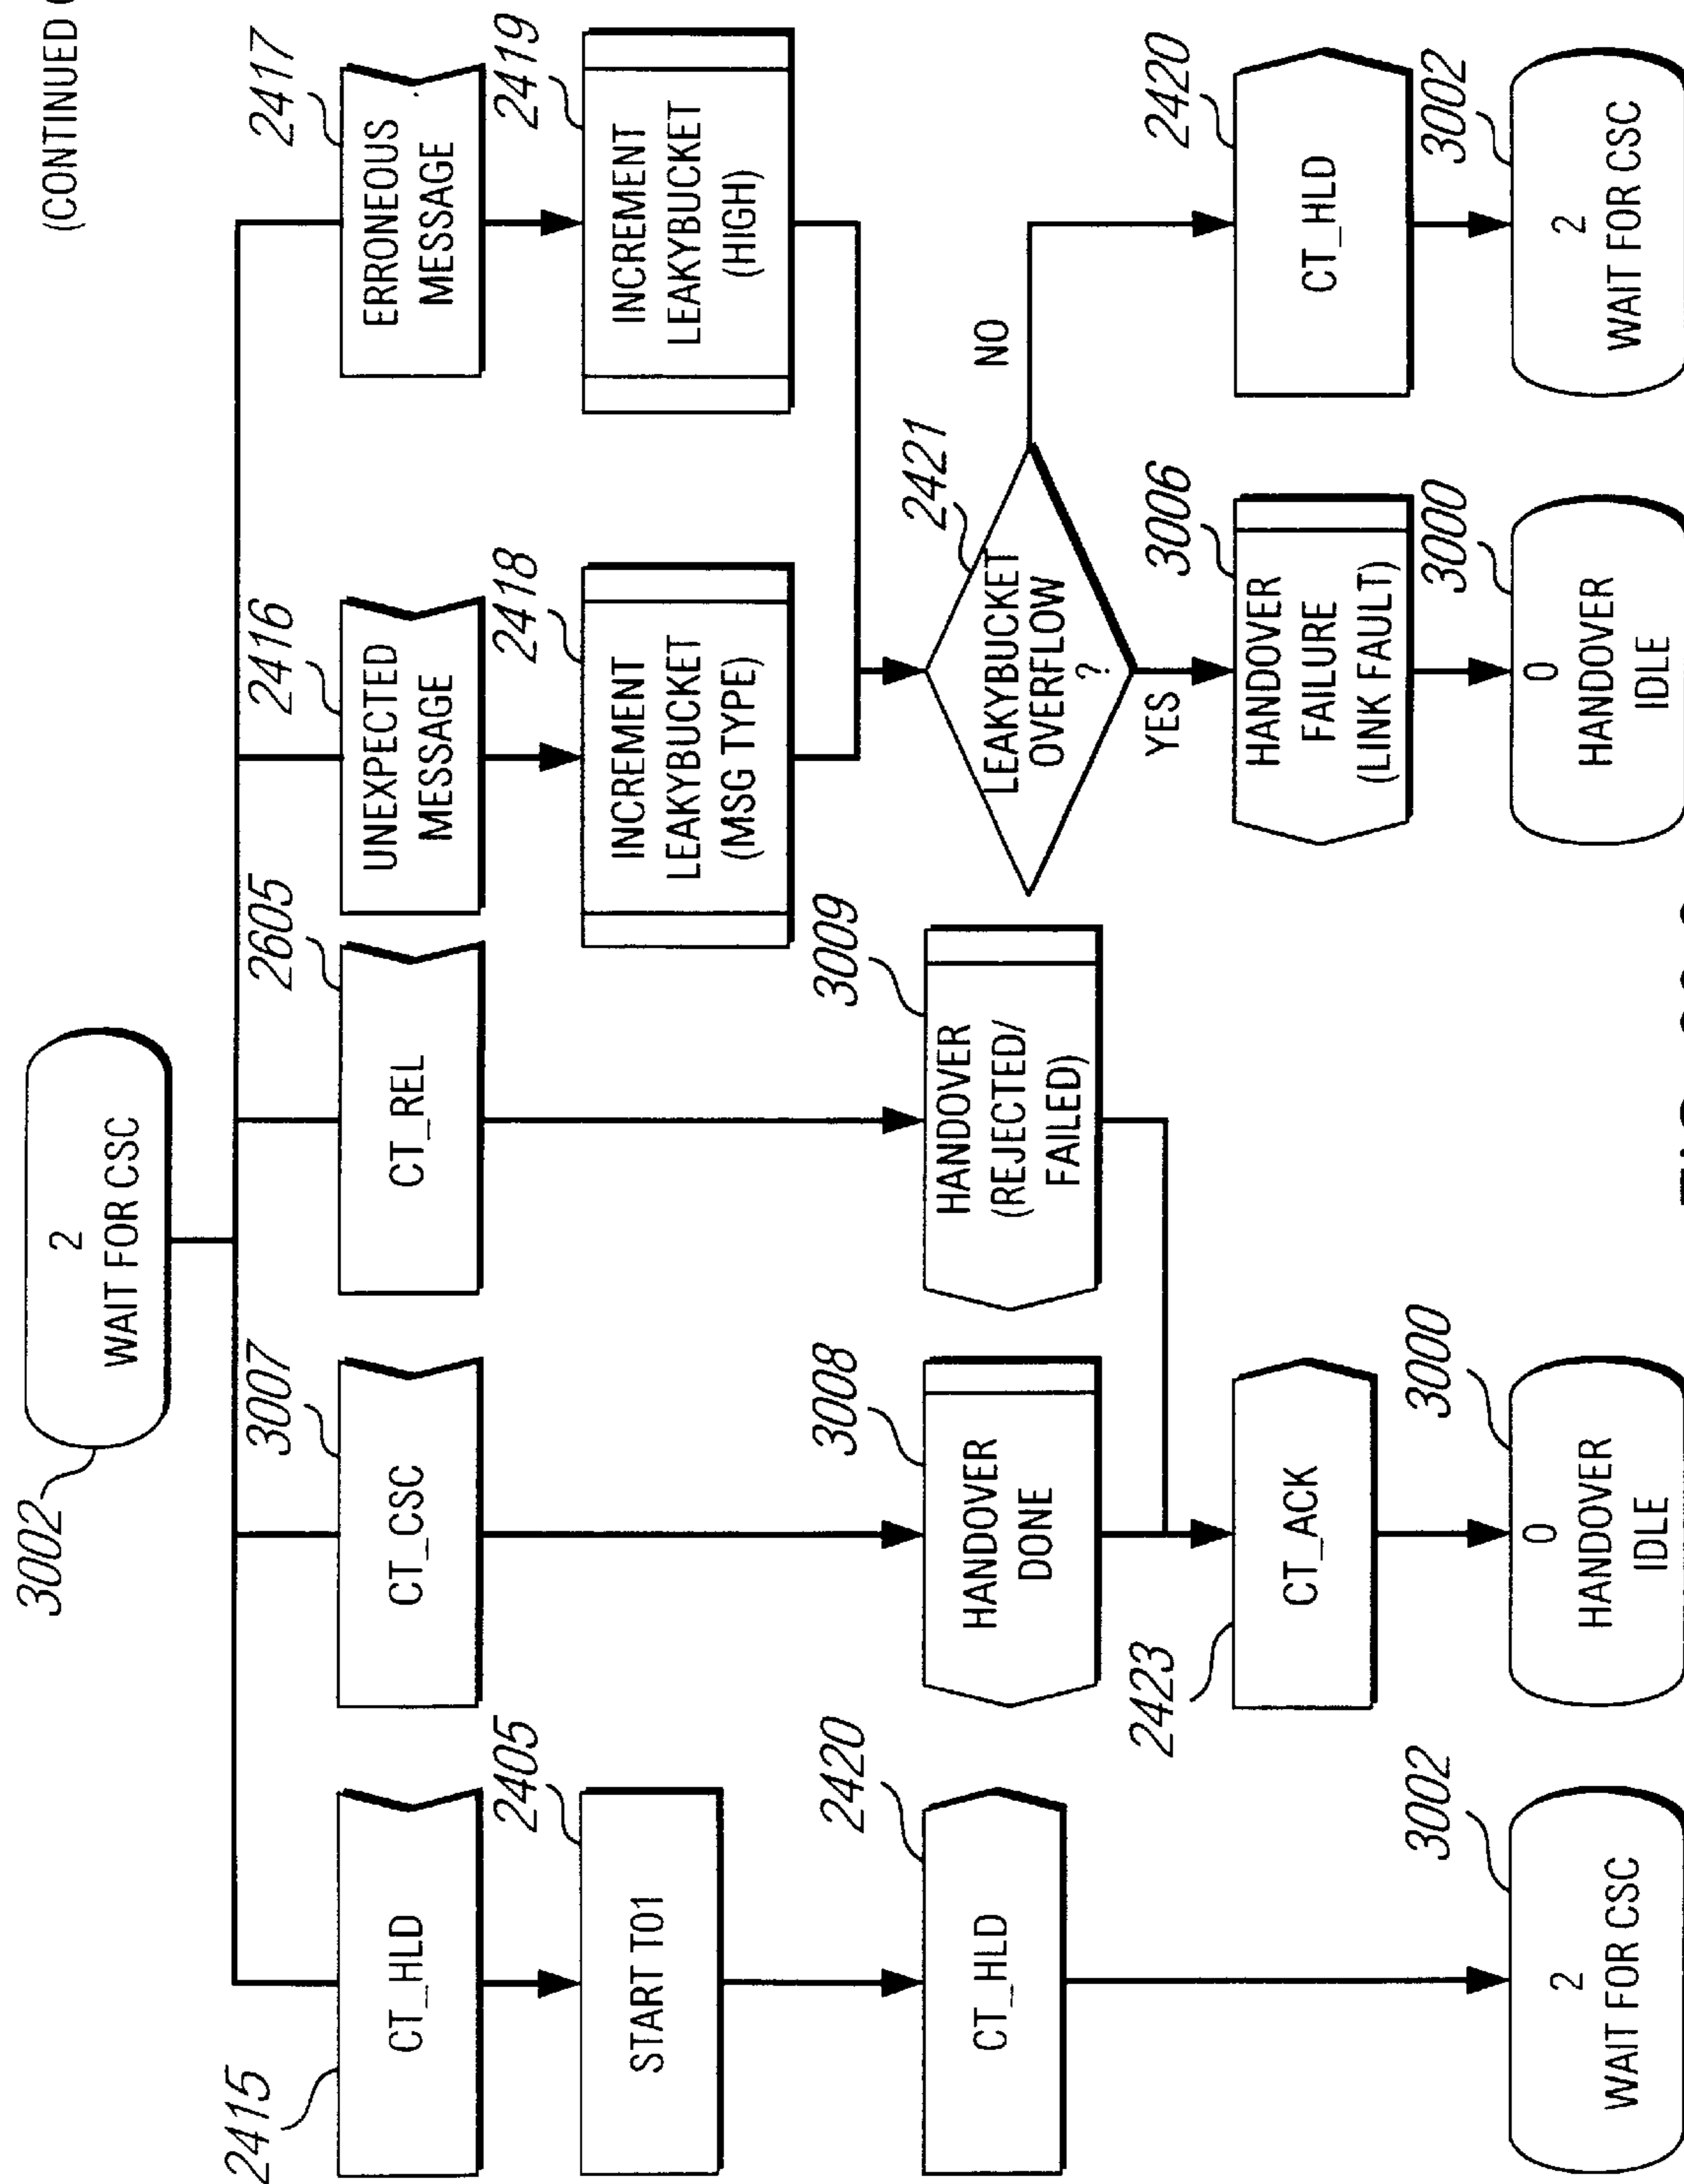 (CONTINUED
3002
2
WAIT FOR CSC
2415
CT_HLD
3007
CT_CSC
2605
CT_REL
2416
UNEXPECTED
MESSAGE
2417
ERRONEOUS
MESSAGE
2405
START T01
2418
INCREMENT
LEAKYBUCKET
(MSG TYPE)
2419
INCREMENT
LEAKYBUCKET
(HIGH)
2420
CT_HLD
3008
HANDOVER
DONE
3009
HANDOVER
(REJECTED/
FAILED)
2421
LEAKYBUCKET
OVERFLOW
?
NO
YES
2423
CT_ACK
3006
HANDOVER
FAILURE
(LINK FAULT)
2420
CT_HLD
3002
2
WAIT FOR CSC
3000
0
HANDOVER
IDLE
3000
0
HANDOVER
IDLE
3002
2
WAIT FOR CSC